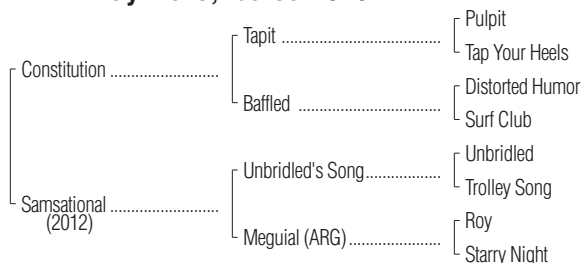 Tapit
Pulpit
Tap Your Heels
Constitution
Baffled
Distorted Humor
Surf Club
Unbridled's Song
Unbridled
Trolley Song
Samsational
(2012)
Meguial (ARG)
Roy
Starry Night